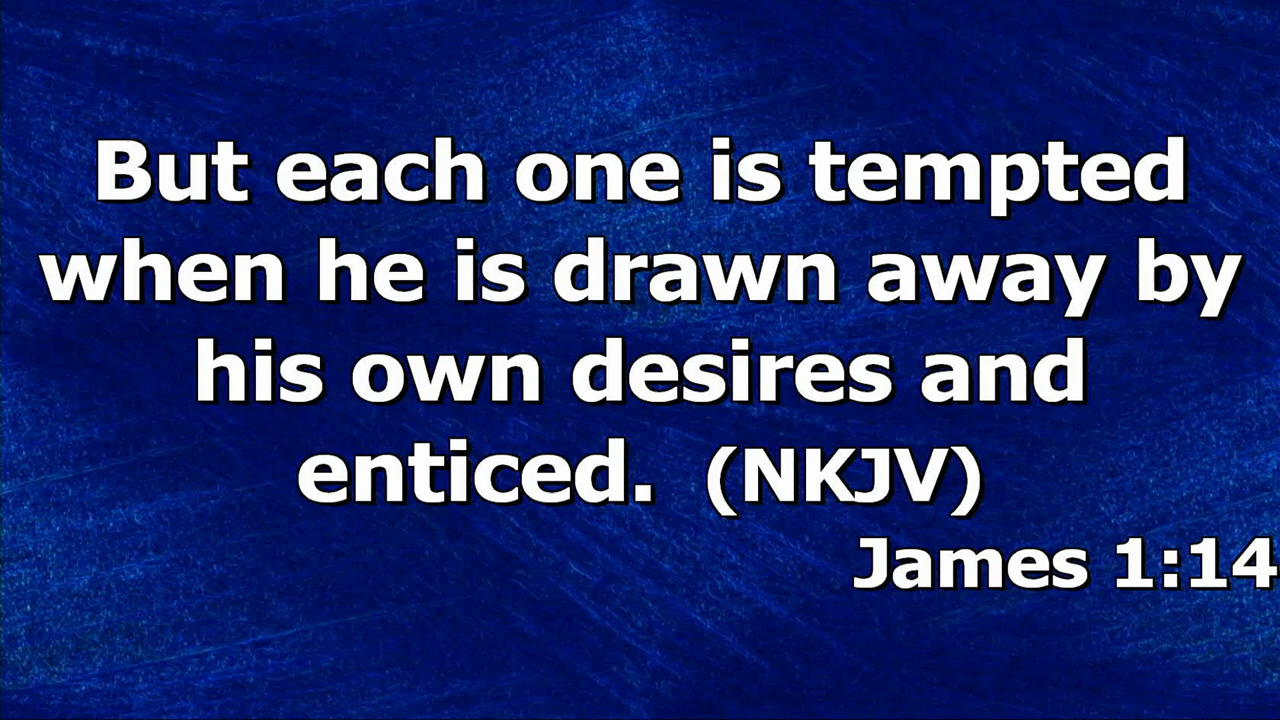 But each one is tempted
when he is drawn away by
his own desires and
enticed.  (NKJV)
James 1:14